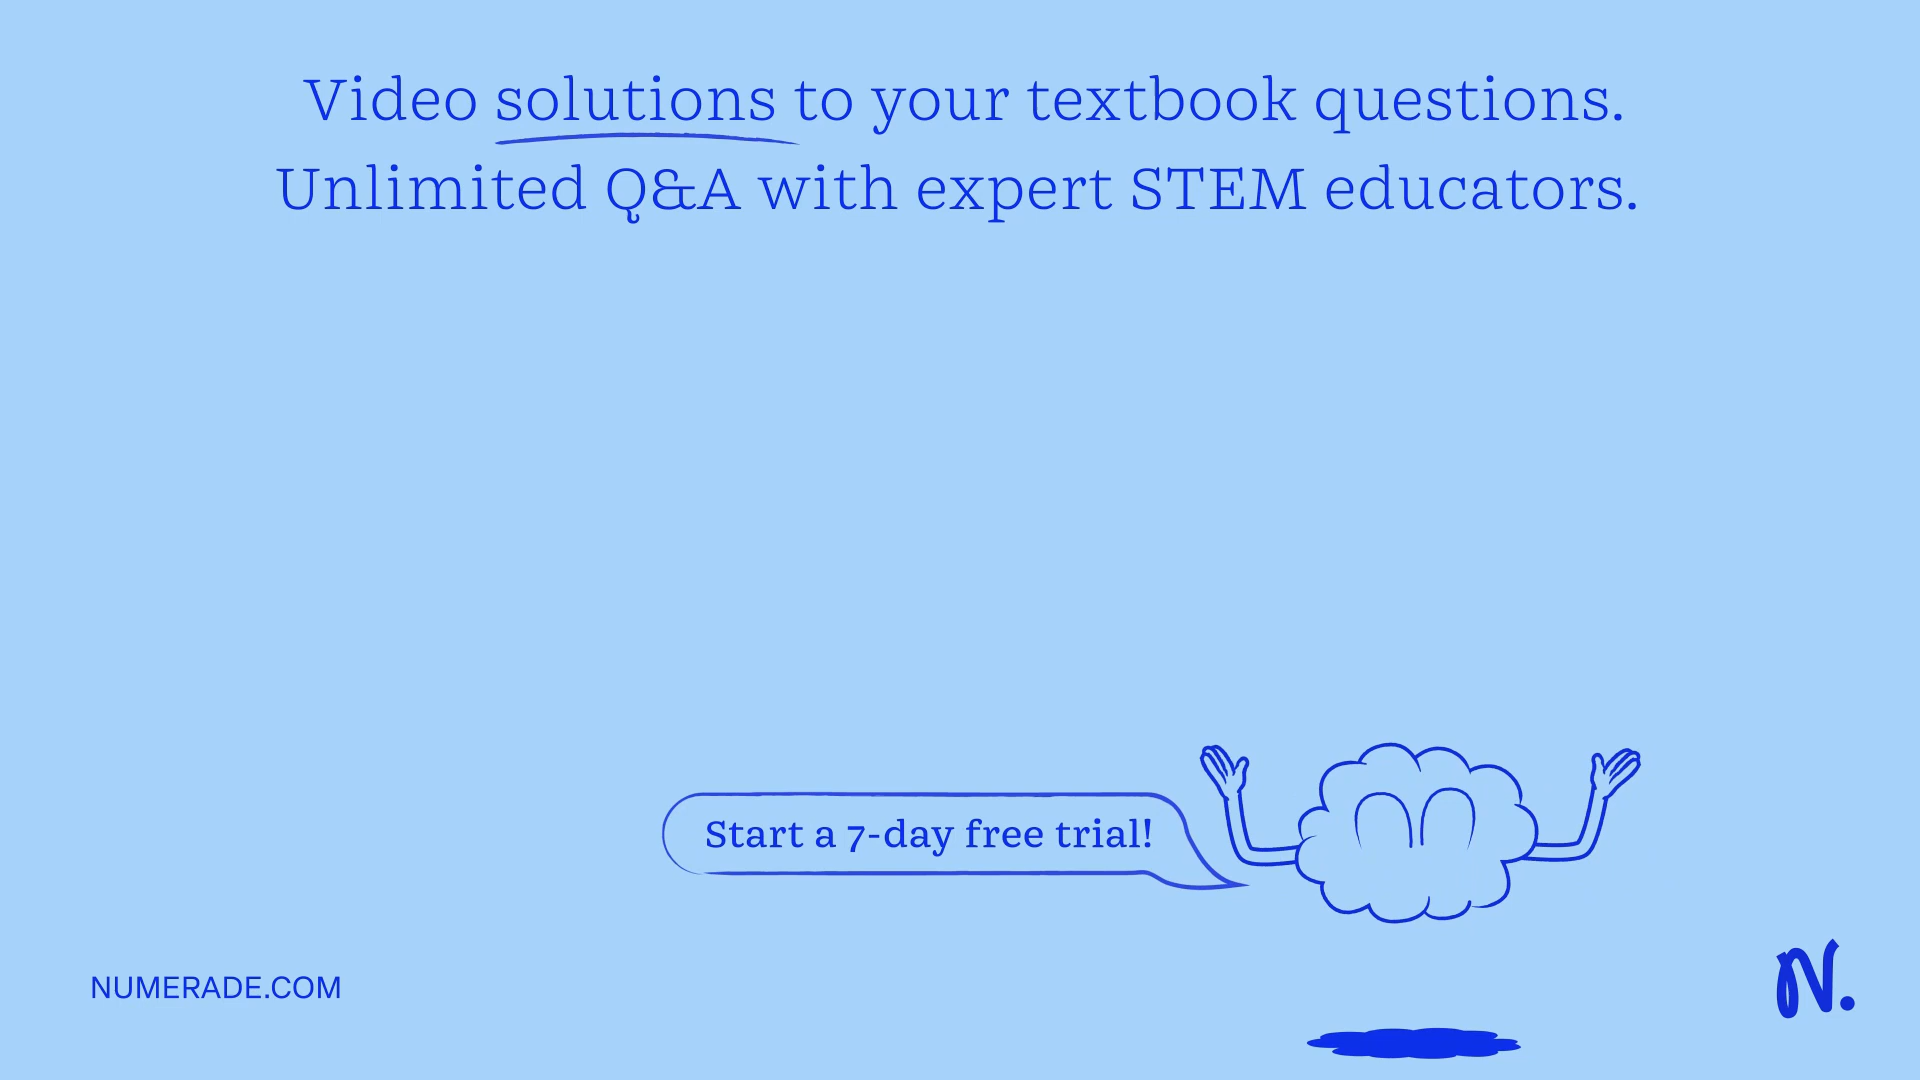 Video solutions to your textbook questions.
Unlimited Q&A with expert STEM educators.
Start a 7-day free trial!
NUMERADE.COM
N.